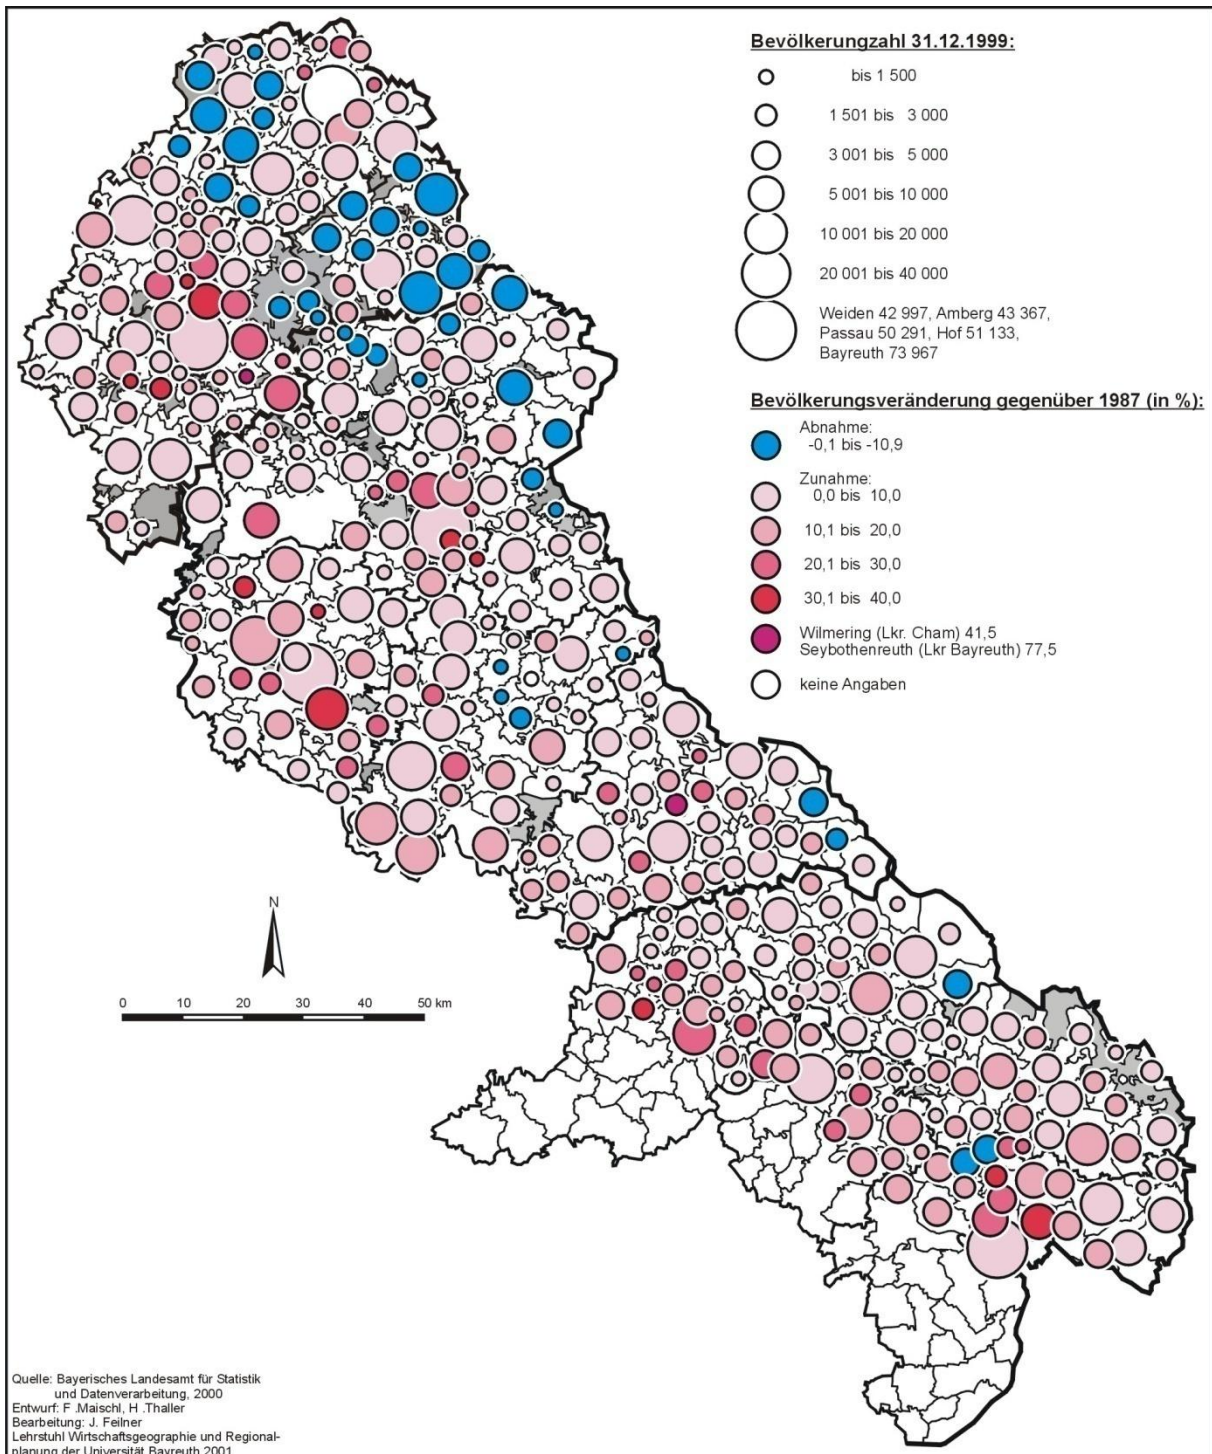 Bevölkerungzahl 31.12.1999:
bis 1 500
1 501 bis 3 000
3 001 bis 5 000
5 001 bis 10 000
10 001 bis 20 000
20 001 bis 40 000
Weiden 42 997, Amberg 43 367,
Passau 50 291, Hof 51 133,
Bayreuth 73 967
Bevölkerungsveränderung gegenüber 1987 (in %):
Abnahme:
-0,1 bis -10,9
Zunahme:
0,0 bis 10,0
10,1 bis 20,0
20,1 bis 30,0
30,1 bis 40,0
Wilmering (Lkr. Cham) 41,5
Seybothenreuth (Lkr Bayreuth) 77,5
keine Angaben
N
0 10 20 30 40 50 km
Quelle: Bayerisches Landesamt für Statistik
und Datenverarbeitung, 2000
Entwurf: F .Maischl, H .Thaller
Bearbeitung: J. Feilner
Lehrstuhl Wirtschaftsgeographie und Regional-
planung der Universität Bayreuth 2001